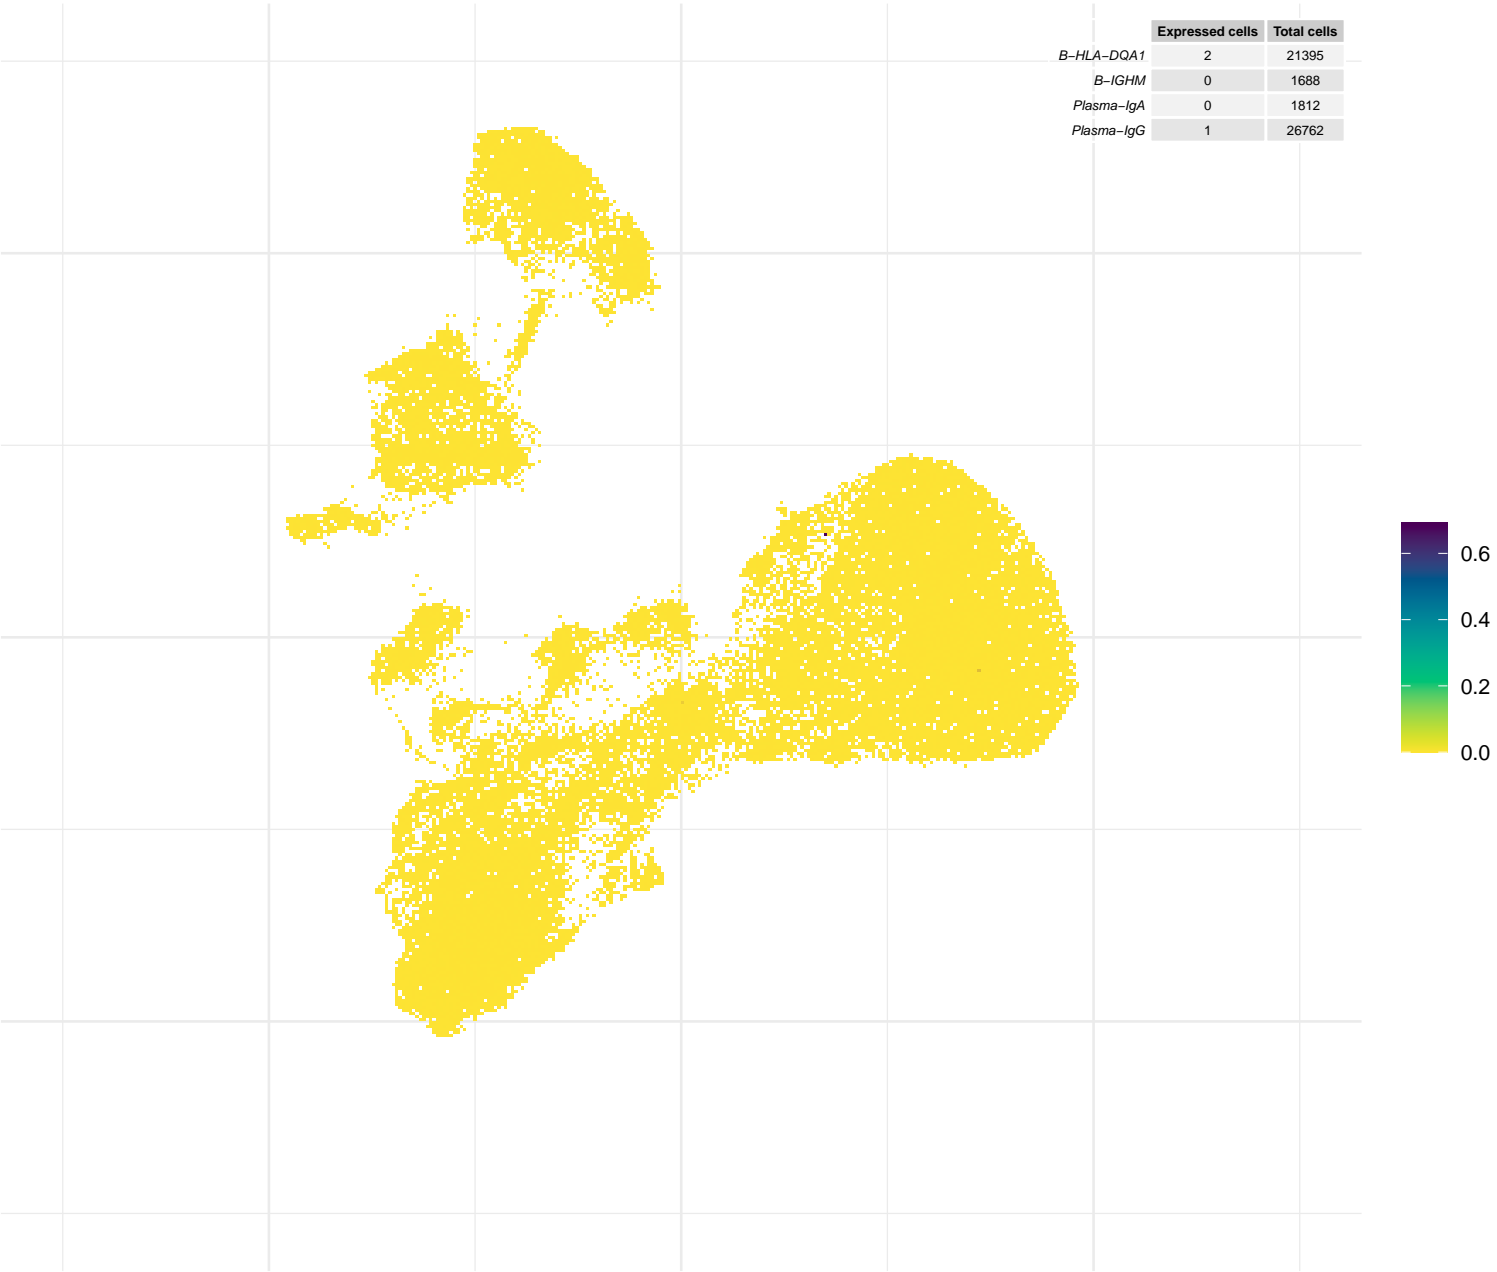 Expressed cells Total cells
B−HLA−DQA1 2 21395
B−IGHM 0 1688
Plasma−IgA 0 1812
Plasma−IgG 1 26762
0.6
0.4
0.2
0.0